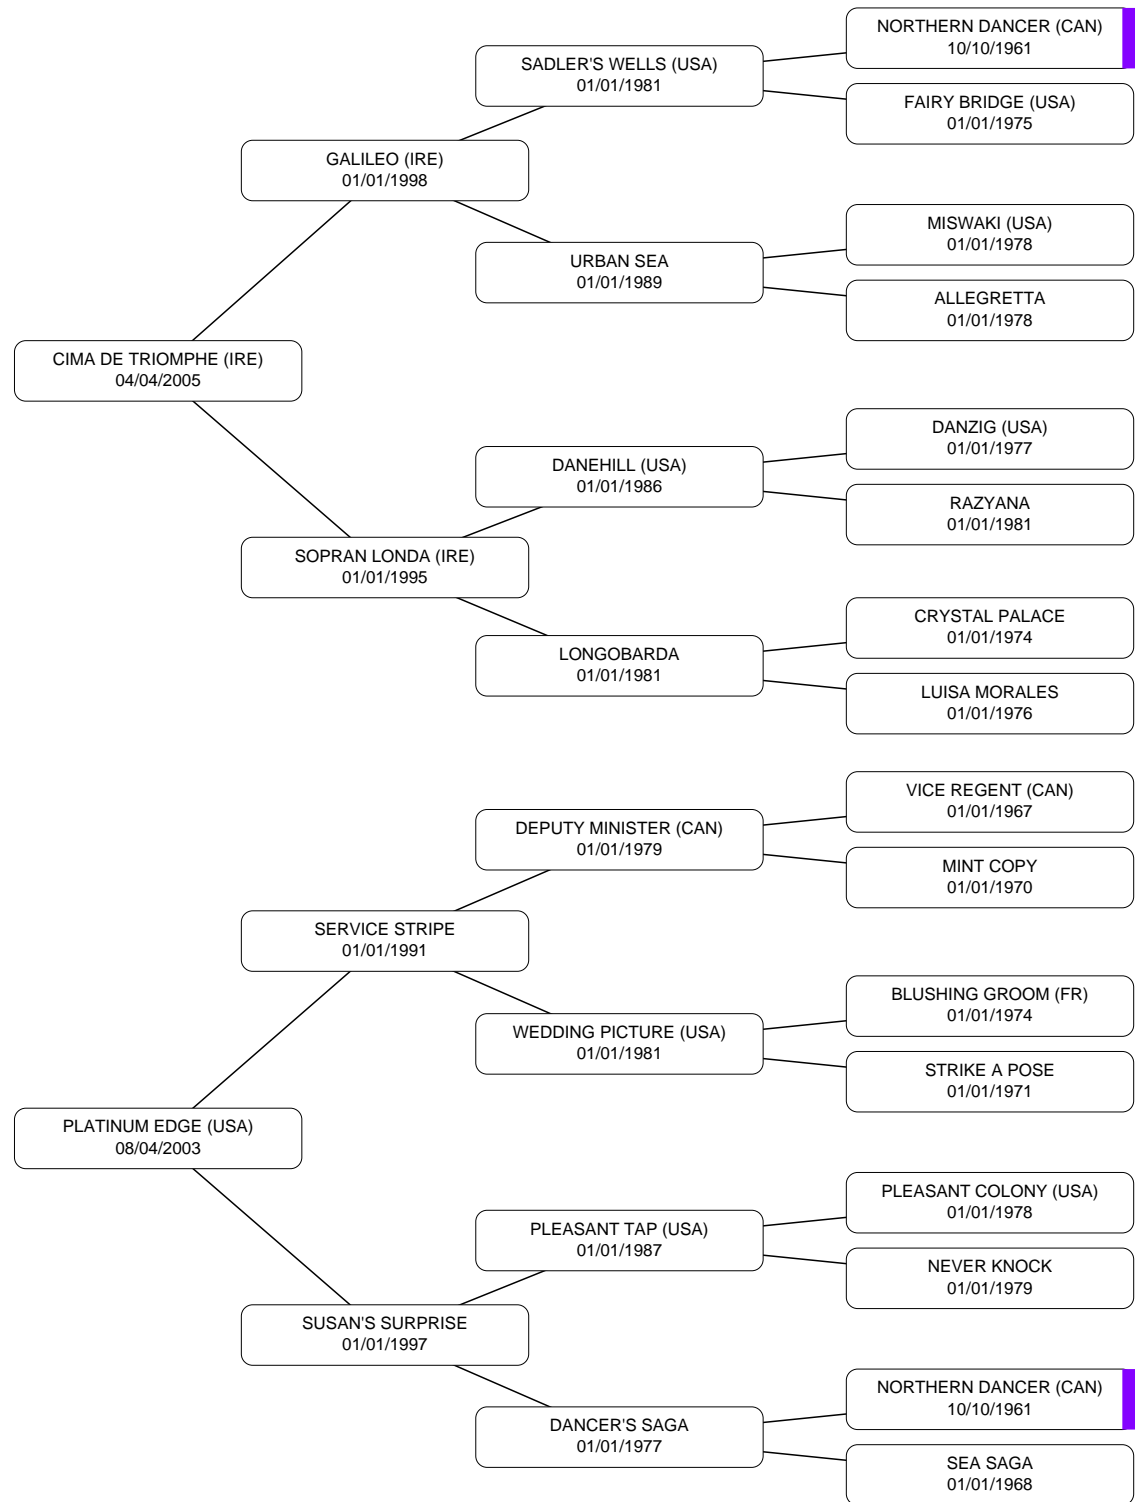 NORTHERN DANCER (CAN)
10/10/1961
SADLER'S WELLS (USA)
01/01/1981
FAIRY BRIDGE (USA)
01/01/1975
GALILEO (IRE)
01/01/1998
MISWAKI (USA)
01/01/1978
URBAN SEA
01/01/1989
ALLEGRETTA
01/01/1978
CIMA DE TRIOMPHE (IRE)
04/04/2005
DANZIG (USA)
01/01/1977
DANEHILL (USA)
01/01/1986
RAZYANA
01/01/1981
SOPRAN LONDA (IRE)
01/01/1995
CRYSTAL PALACE
01/01/1974
LONGOBARDA
01/01/1981
LUISA MORALES
01/01/1976
VICE REGENT (CAN)
01/01/1967
DEPUTY MINISTER (CAN)
01/01/1979
MINT COPY
01/01/1970
SERVICE STRIPE
01/01/1991
BLUSHING GROOM (FR)
01/01/1974
WEDDING PICTURE (USA)
01/01/1981
STRIKE A POSE
01/01/1971
PLATINUM EDGE (USA)
08/04/2003
PLEASANT COLONY (USA)
01/01/1978
PLEASANT TAP (USA)
01/01/1987
NEVER KNOCK
01/01/1979
SUSAN'S SURPRISE
01/01/1997
NORTHERN DANCER (CAN)
10/10/1961
DANCER'S SAGA
01/01/1977
SEA SAGA
01/01/1968